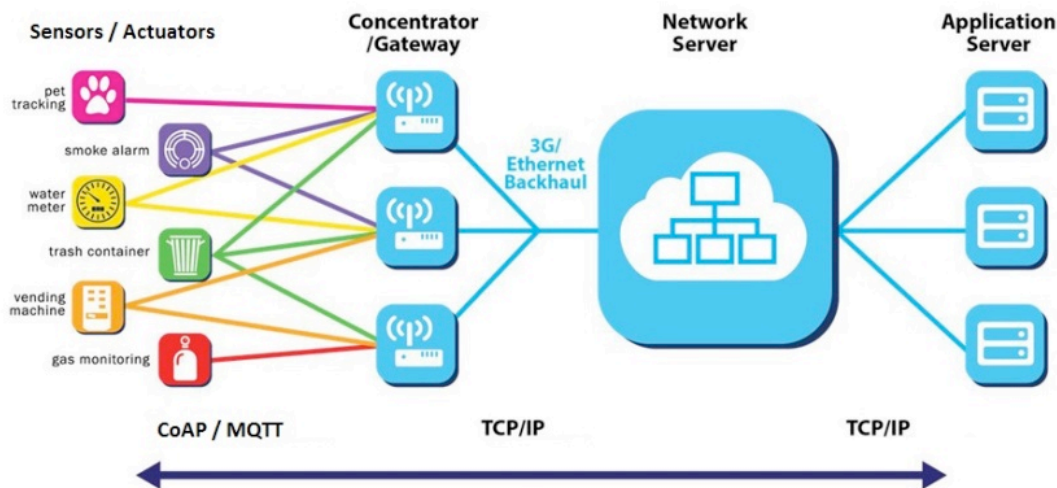 Sensors / Actuators
Concentrator
/Gateway
Network
Server
Application
Server
pet
tracking
smoke alarm
water
meter
trash container
vending
machine
gas monitoring
3G/
Ethernet
Backhaul
CoAP / MQTT
TCP/IP
TCP/IP